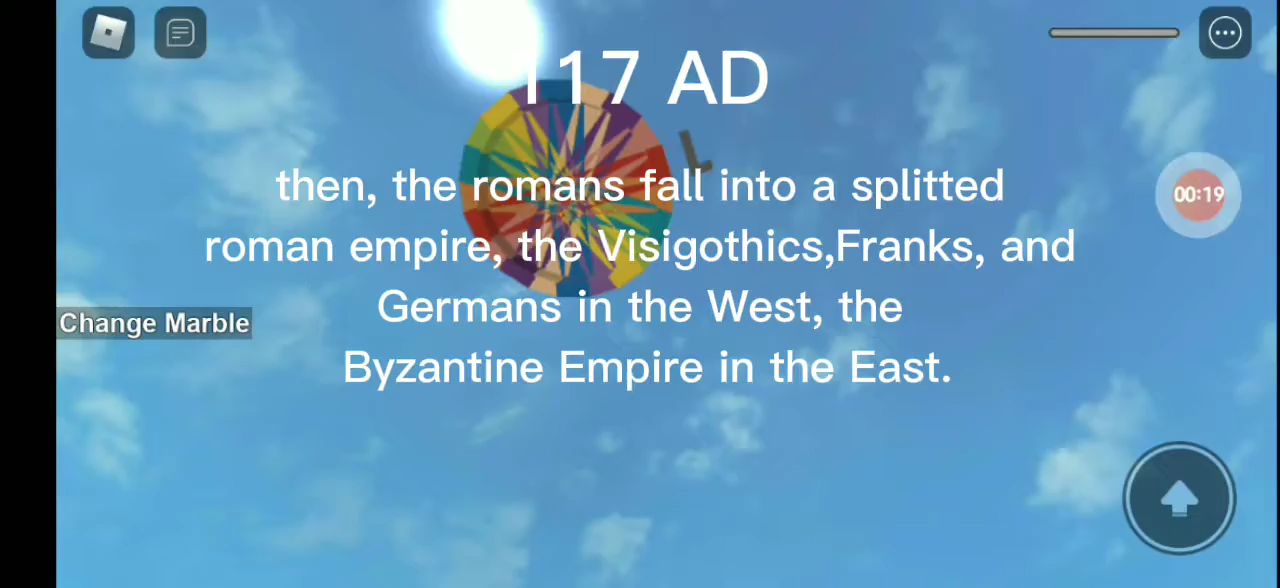 117 AD
then, the romans fall into a splitted
roman empire, the Visigothics,Franks, and
Germans in the West, the
Byzantine Empire in the East.
00:19
Change Marble